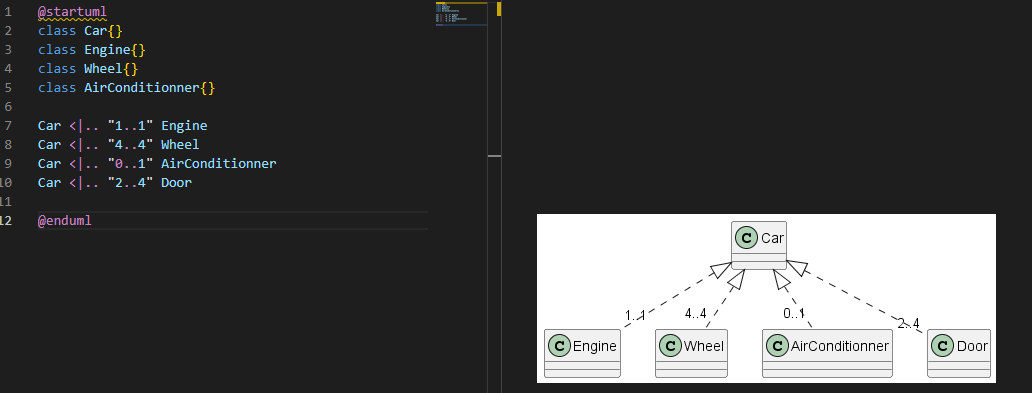 1 @startuml
2 class Car{}
3 class Engine{}
4 class Wheel{}
5 class AirConditionner{}
6
7 Car <|.. "1..1" Engine
8 Car <|.. "4..4" Wheel
9 Car <|.. "0..1" AirConditionner
10 Car <|.. "2..4" Door
11
12 @enduml
C Car
1..1 4..4 0..1 2..4
C Engine C Wheel C AirConditionner C Door